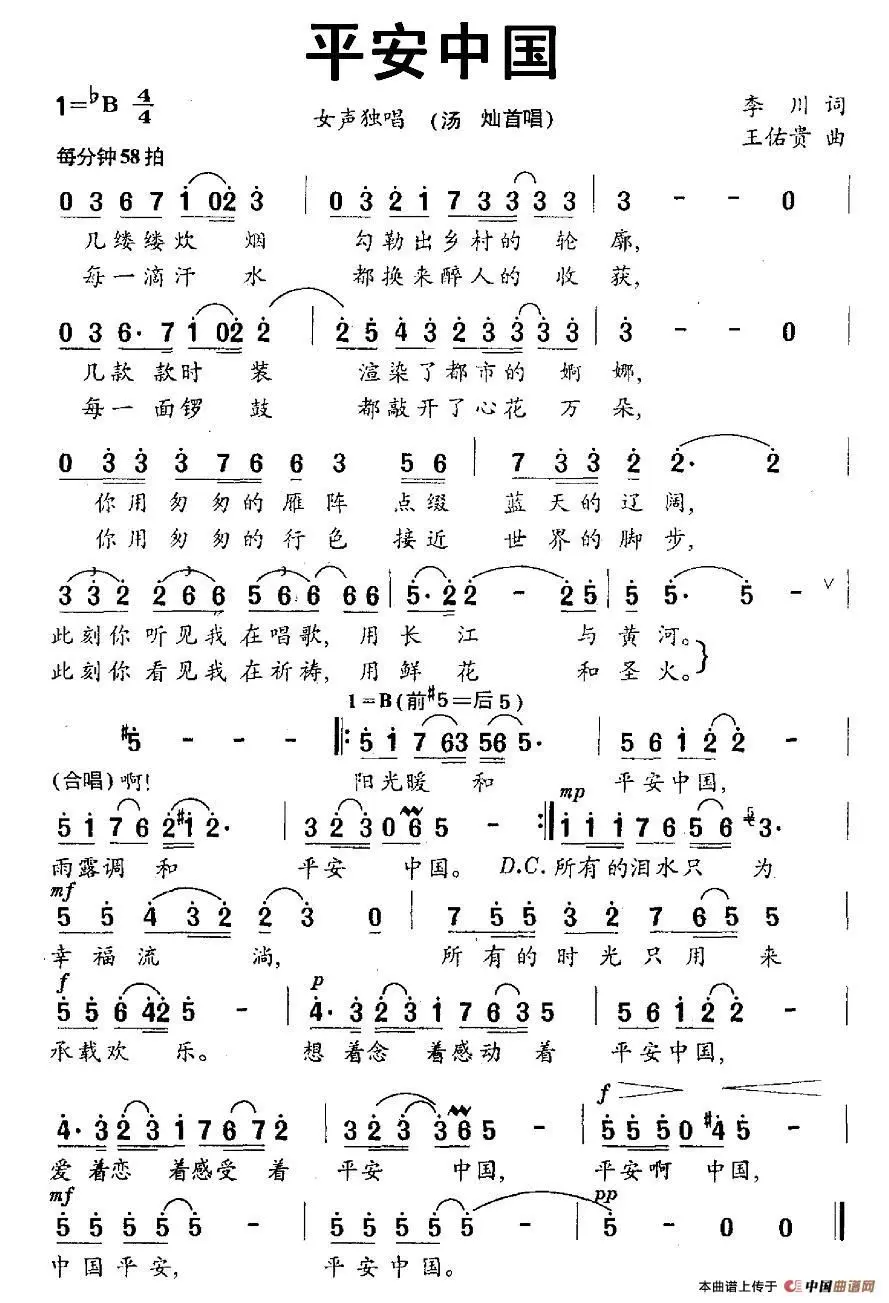 平安中国
1=♭B 4/4
女声独唱 (汤 灿首唱)
李 川 词
王佑贵 曲
每分钟58拍
0 3 6 7 1 02 3 | 0 3 2 1 7 3 3 3 3 3 | 3 - - 0 |
几缕缕炊 烟 勾勒出乡村的 轮 廓,
每一滴汗 水 都换来醉人的 收 获,
0 3 6· 7 1 02 2 | 2 5 4 3 2 3 3 3 3 | 3 - - 0
几款 款时 装 渲染了都市的 婀 娜,
每一 面锣 鼓 都敲开了心花 万 朵,
0 3 3 3 7 6 6 3 5 6 | 7 3 3 2 2· 2 |
你用匆 匆的雁阵 点缀 蓝天的辽阔,
你用匆 匆的行色 接近 世界的脚步,
3 3 2 2 6 6 5 6 6 6 6 | 5·2 2 - 2 5 | 5 5· 5 - ∨ |
此刻你 听见我 在唱歌, 用 长 江 与 黄 河。
此刻你 看见我 在祈祷, 用 鲜 花 和 圣 火。}
1=B(前#5=后5)
#5 - - - ‖: 5 1 7 63 56 5· | 5 6 1 2 2 - |
(合唱)啊! 阳光暖 和 平安中国,
mp
5 1 7 6 2#1 2· | 3 2 3 0 6 5 - :‖ 1 1 1 7 6 5 6 3· |
雨露调 和 平安 中国。 D.C.所有的泪水只 为
mf
5 5 4 3 2 2 3 0 | 7 5 5 3 2 7 6 5 5 |
幸福流 淌, 所有的时光只用来
f p
5 5 6 42 5 - | 4·3 2 3 1 7 6 3 5 | 5 6 1 2 2 - |
承载欢 乐。 想着念 着感动着 平安中国,
f
4·3 2 3 1 7 6 7 2 | 3 2 3 3 6 5 - | 5 5 5 0 #4 5 - |
爱着恋 着感受着 平安 中国, 平安啊 中国,
mf pp
5 5 5 5 5 - | 5 5 5 5 5 - | 5 - 0 0 ‖
中国平安, 平安中国。
本曲谱上传于 中国曲谱网